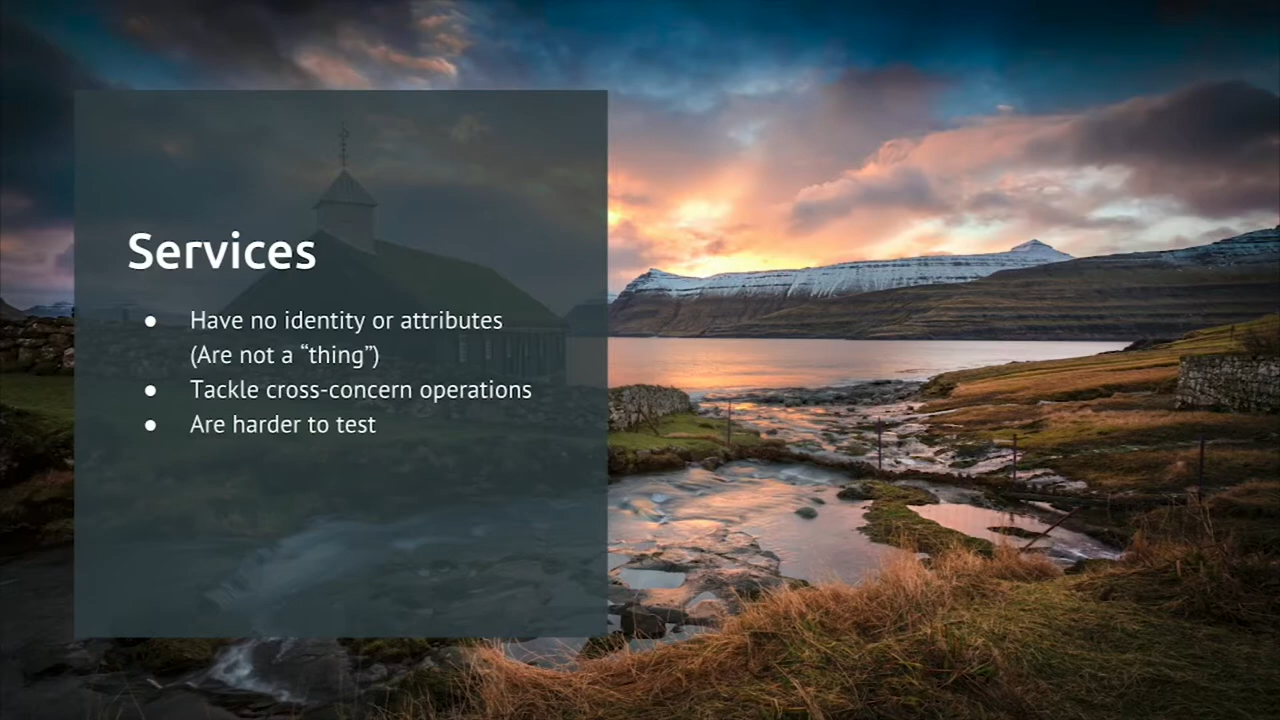 Services
● Have no identity or attributes
(Are not a “thing”)
● Tackle cross-concern operations
● Are harder to test